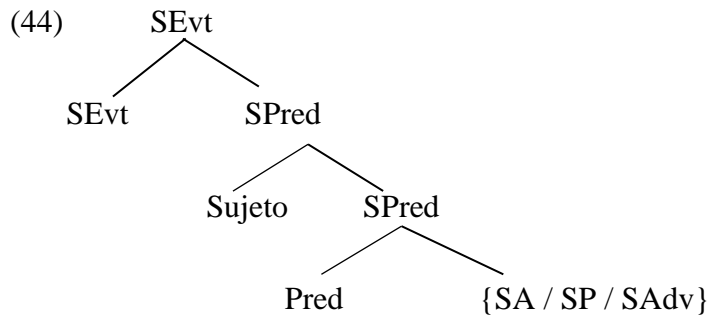 (44) SEvt
SEvt SPred
Sujeto SPred
Pred {SA / SP / SAdv}